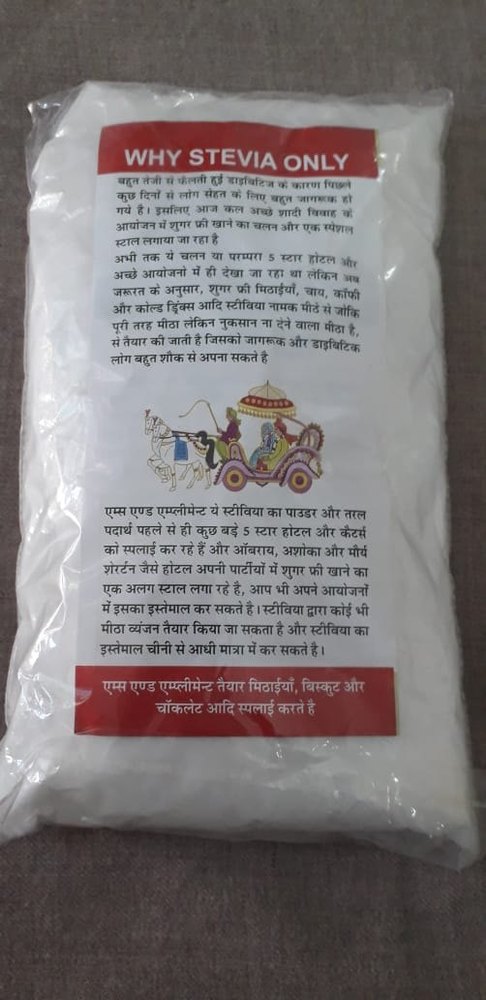 WHY STEVIA ONLY
बहुत तेजी से फैलती हुई डाइबिटिज के कारण पिछले
कुछ दिनों से लोग सेहत के लिए बहुत जागरूक हो
गये है। इसलिए आज कल अच्छे शादी विवाह के
आयोजन में शुगर फ्री खाने का चलन और एक स्पेशल
स्टाल लगाया जा रहा है
अभी तक ये चलन या परम्परा 5 स्टार होटल और
अच्छे आयोजनों में ही देखा जा रहा था लेकिन अब
जरूरत के अनुसार, शुगर फ्री मिठाईयाँ, चाय, कॉफी
और कोल्ड ड्रिंक्स आदि स्टीविया नामक मीठे से जोकि
पूरी तरह मीठा लेकिन नुकसान ना देने वाला मीठा है,
से तैयार की जाती है जिसको जागरूक और डाइबिटिक
लोग बहुत शौक से अपना सकते है
एम्स एण्ड एम्प्लीमेन्ट ये स्टीविया का पाउडर और तरल
पदार्थ पहले से ही कुछ बड़े 5 स्टार होटल और कैटर्स
को स्पलाई कर रहे हैं और ऑबराय, अशोका और मौर्य
शेरर्टन जैसे होटल अपनी पार्टीयों में शुगर फ्री खाने का
एक अलग स्टाल लगा रहे है, आप भी अपने आयोजनों
में इसका इस्तेमाल कर सकते है। स्टीविया द्वारा कोई भी
मीठा व्यंजन तैयार किया जा सकता है और स्टीविया का
इस्तेमाल चीनी से आधी मात्रा में कर सकते है।
एम्स एण्ड एम्प्लीमेन्ट तैयार मिठाईयाँ, बिस्कुट और
चॉकलेट आदि स्पलाई करते है